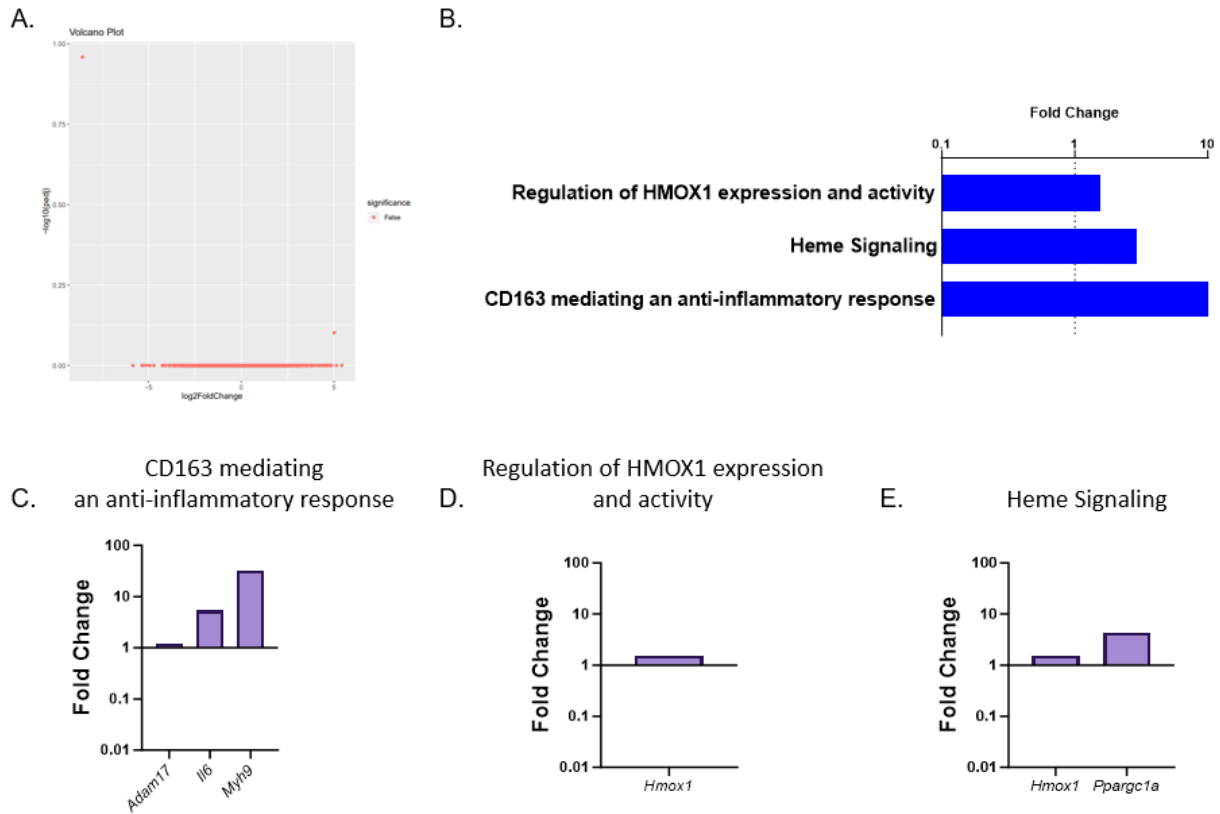 A.
Volcano Plot
1.00
0.75
0.50
0.25
0.00
-log10(padj)
-5
0
5
log2FoldChange
significance
False
B.
Fold Change
0.1
1
10
Regulation of HMOX1 expression and activity
Heme Signaling
CD163 mediating an anti-inflammatory response
C.
CD163 mediating
an anti-inflammatory response
Fold Change
100
10
1
0.1
0.01
Adam17
Il6
Myh9
D.
Regulation of HMOX1 expression
and activity
Fold Change
100
10
1
0.1
0.01
Hmox1
E.
Heme Signaling
Fold Change
100
10
1
0.1
0.01
Hmox1 Ppargc1a